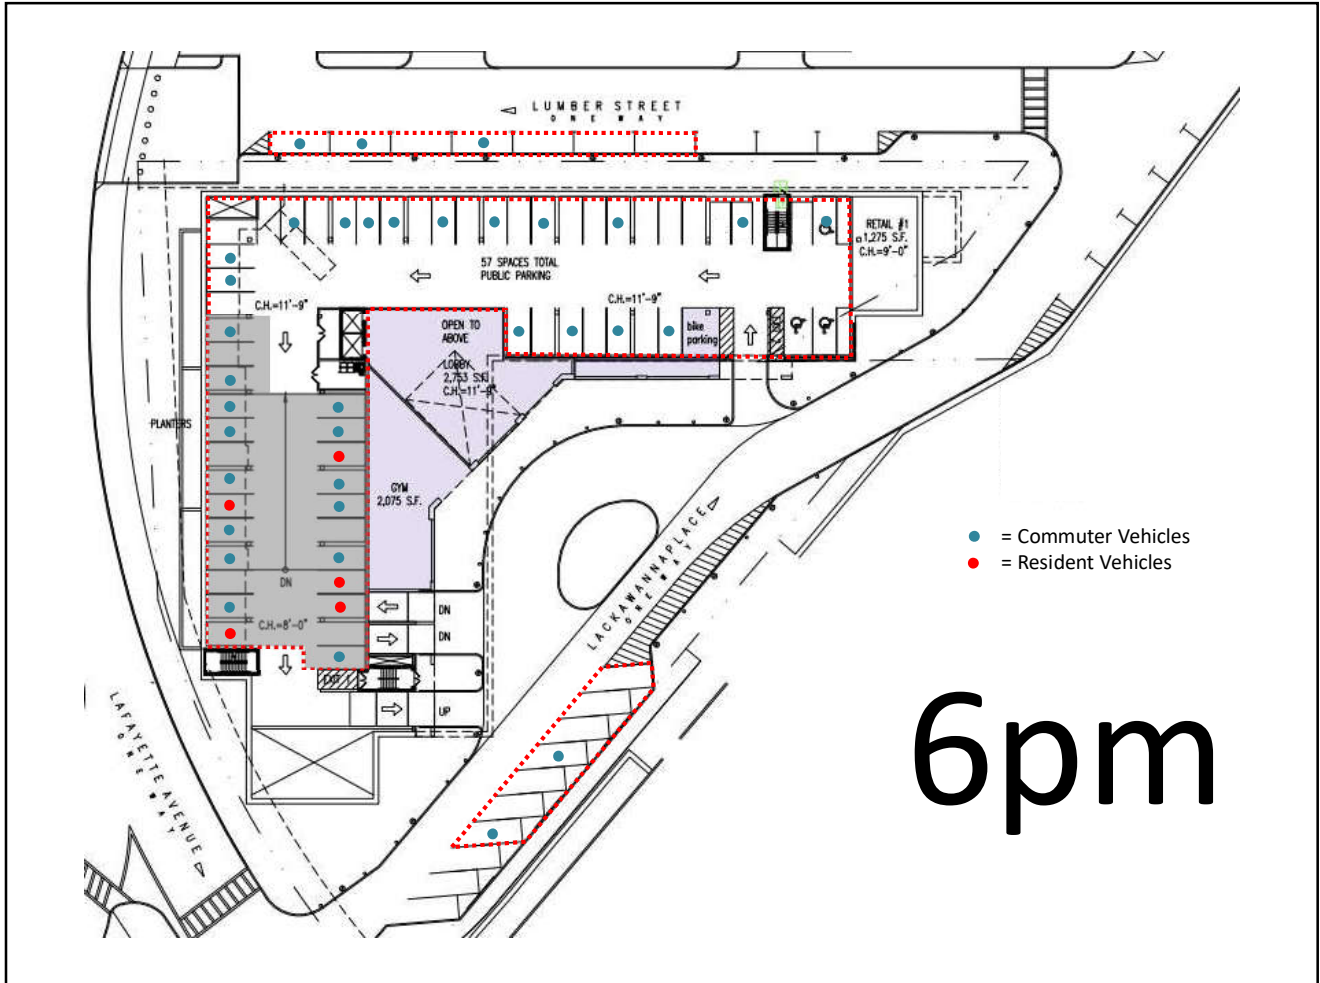 LUMBER STREET
ONE WAY
RETAIL #1
1,275 S.F.
C.H.=9'-0"
57 SPACES TOTAL
PUBLIC PARKING
C.H.=11'-9"
C.H.=11'-9"
OPEN TO
ABOVE
bike
parking
LOBBY
2,753 S.F.
C.H.=11'-9"
PLANTERS
GYM
2,075 S.F.
LACKAWANNAPLACE
ONE WAY
= Commuter Vehicles
= Resident Vehicles
DN
DN
C.H.=8'-0"
DN
EXIT
UP
LAFAYETTE AVENUE
ONE WAY
6pm